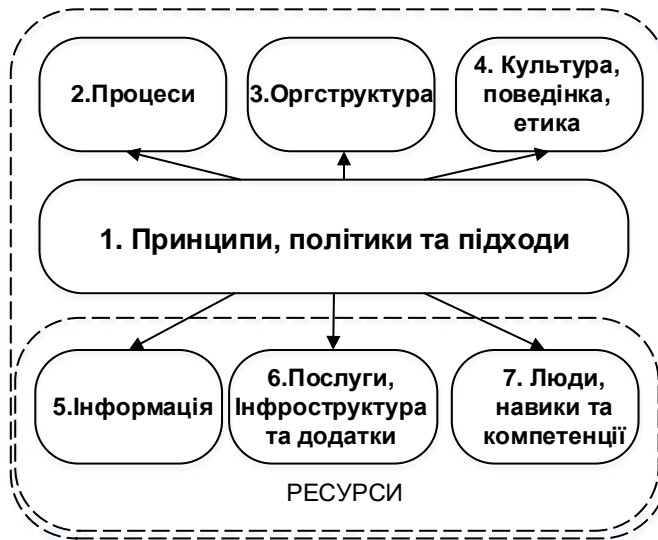 2.Процеси
3.Оргструктура
4. Культура,
поведінка,
етика
1. Принципи, політики та підходи
5.Інформація
6.Послуги,
Інфроструктура
та додатки
7. Люди,
навики та
компетенції
РЕСУРСИ